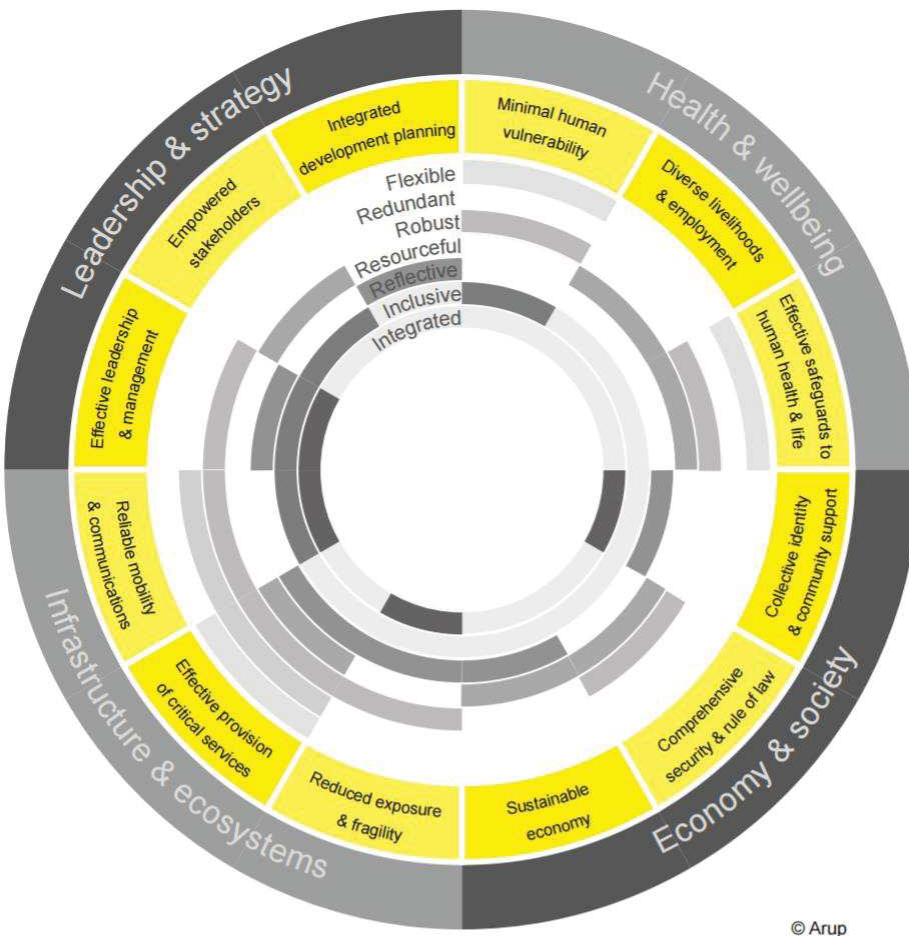 Leadership & strategy
Health & wellbeing
Economy & society
Infrastructure & ecosystems
Integrated
development planning
Minimal human
vulnerability
Diverse livelihoods
& employment
Effective safeguards to
human health & life
Collective identity
& community support
Comprehensive
security & rule of law
Sustainable
economy
Reduced exposure
& fragility
Effective provision
of critical services
Reliable mobility
& communications
Effective leadership
& management
Empowered
stakeholders
Flexible
Redundant
Robust
Resourceful
Reflective
Inclusive
Integrated
© Arup